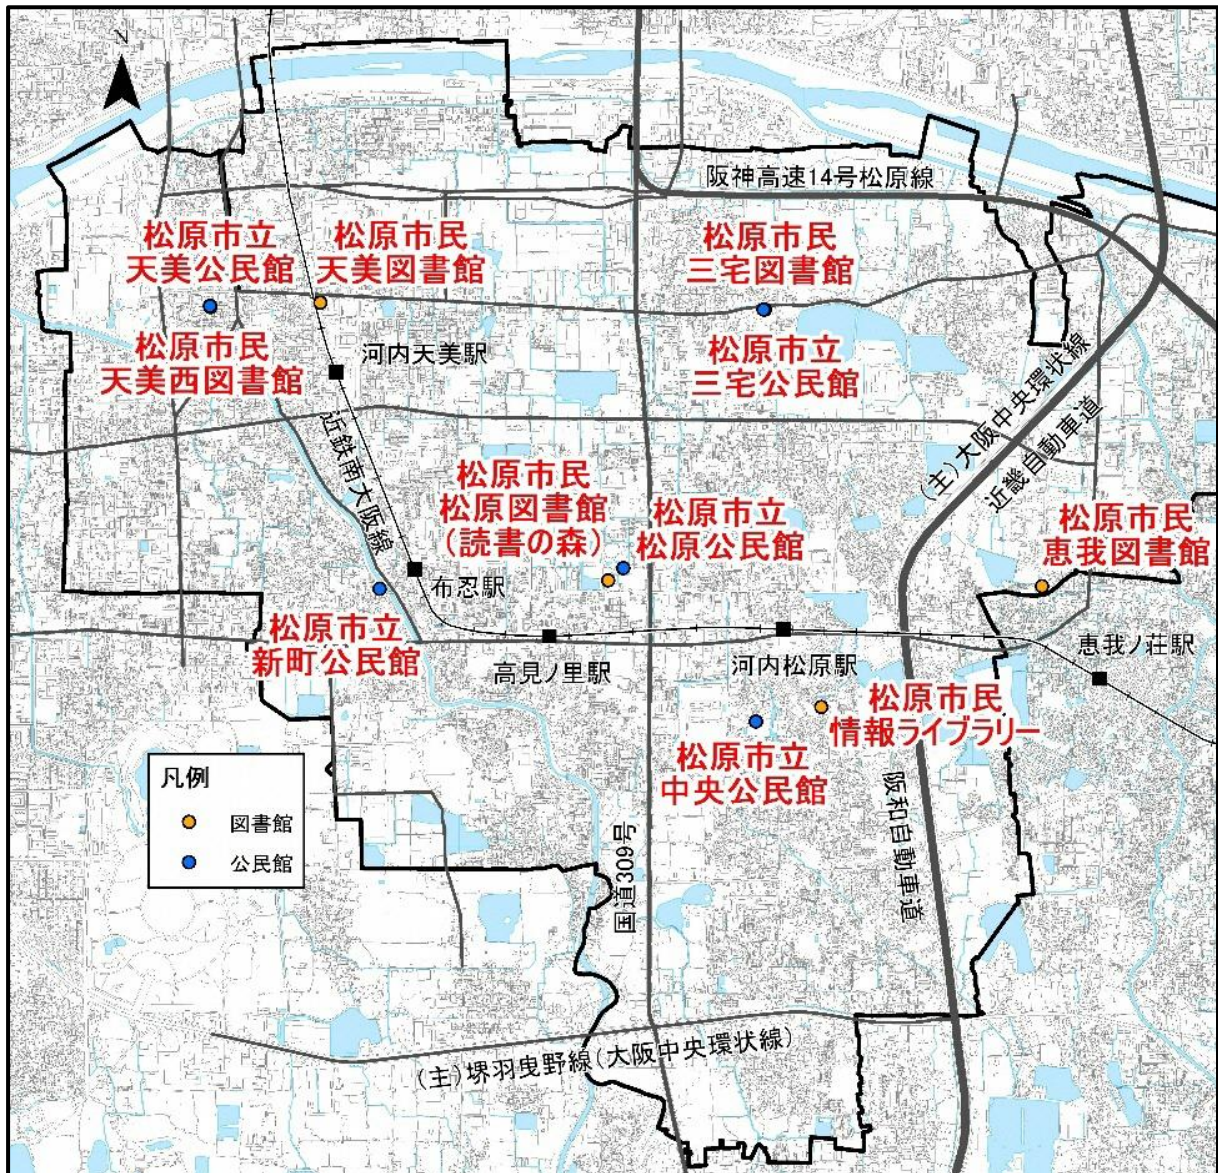 N
阪神高速14号松原線
松原市立
天美公民館
松原市民
天美図書館
松原市民
三宅図書館
松原市民
天美西図書館
河内天美駅
松原市立
三宅公民館
近鉄南大阪線
(主)大阪中央環状線
近畿自動車道
松原市民
松原図書館
(読書の森)
松原市立
松原公民館
松原市民
恵我図書館
布忍駅
松原市立
新町公民館
高見ノ里駅
河内松原駅
恵我ノ荘駅
松原市民
情報ライブラリー
松原市立
中央公民館
凡例
図書館
公民館
国道309号
阪和自動車道
(主)堺羽曳野線(大阪中央環状線)